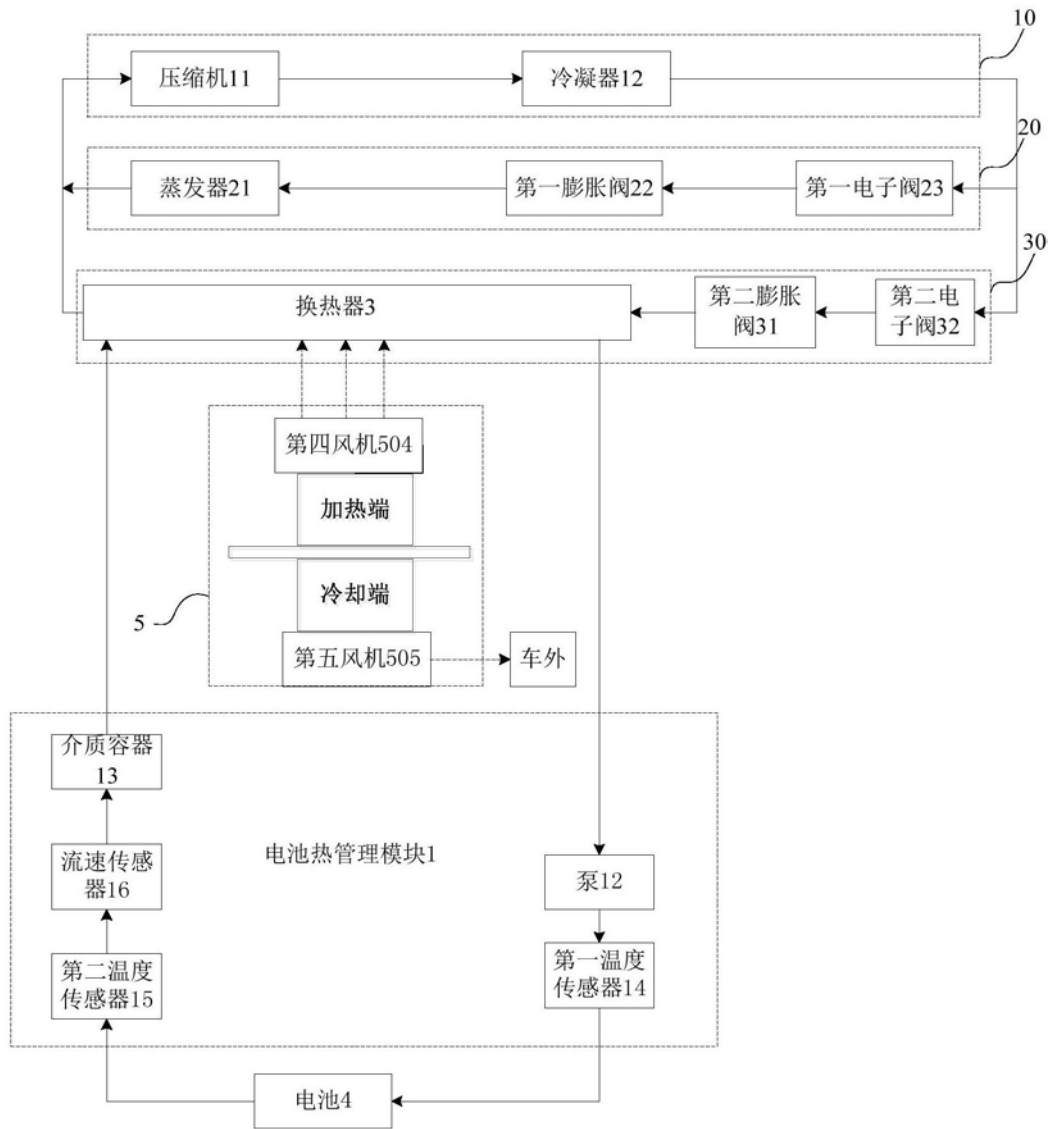 10
压缩机11
冷凝器12
20
蒸发器21
第一膨胀阀22
第一电子阀23
30
换热器3
第二膨胀
阀31
第二电
子阀32
第四风机504
加热端
冷却端
5
第五风机505
车外
介质容器
13
电池热管理模块1
流速传感
器16
泵12
第二温度
传感器15
第一温度
传感器14
电池4